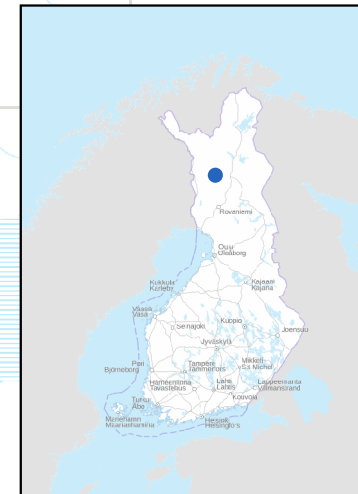 Rovaniemi
Oulu
Uleåborg
Kokkola
Karleby
Kajaani
Kajana
Vaasa
Vasa
Seinäjoki
Kuopio
Joensuu
Jyväskylä
Pori
Björneborg
Tampere
Tammerfors
Mikkeli
S:t Michel
Hämeenlinna
Tavastehus
Lahti
Lahtis
Lappeenranta
Villmanstrand
Kouvola
Turku
Åbo
Mariehamn
Maarianhamina
Helsinki
Helsingfors